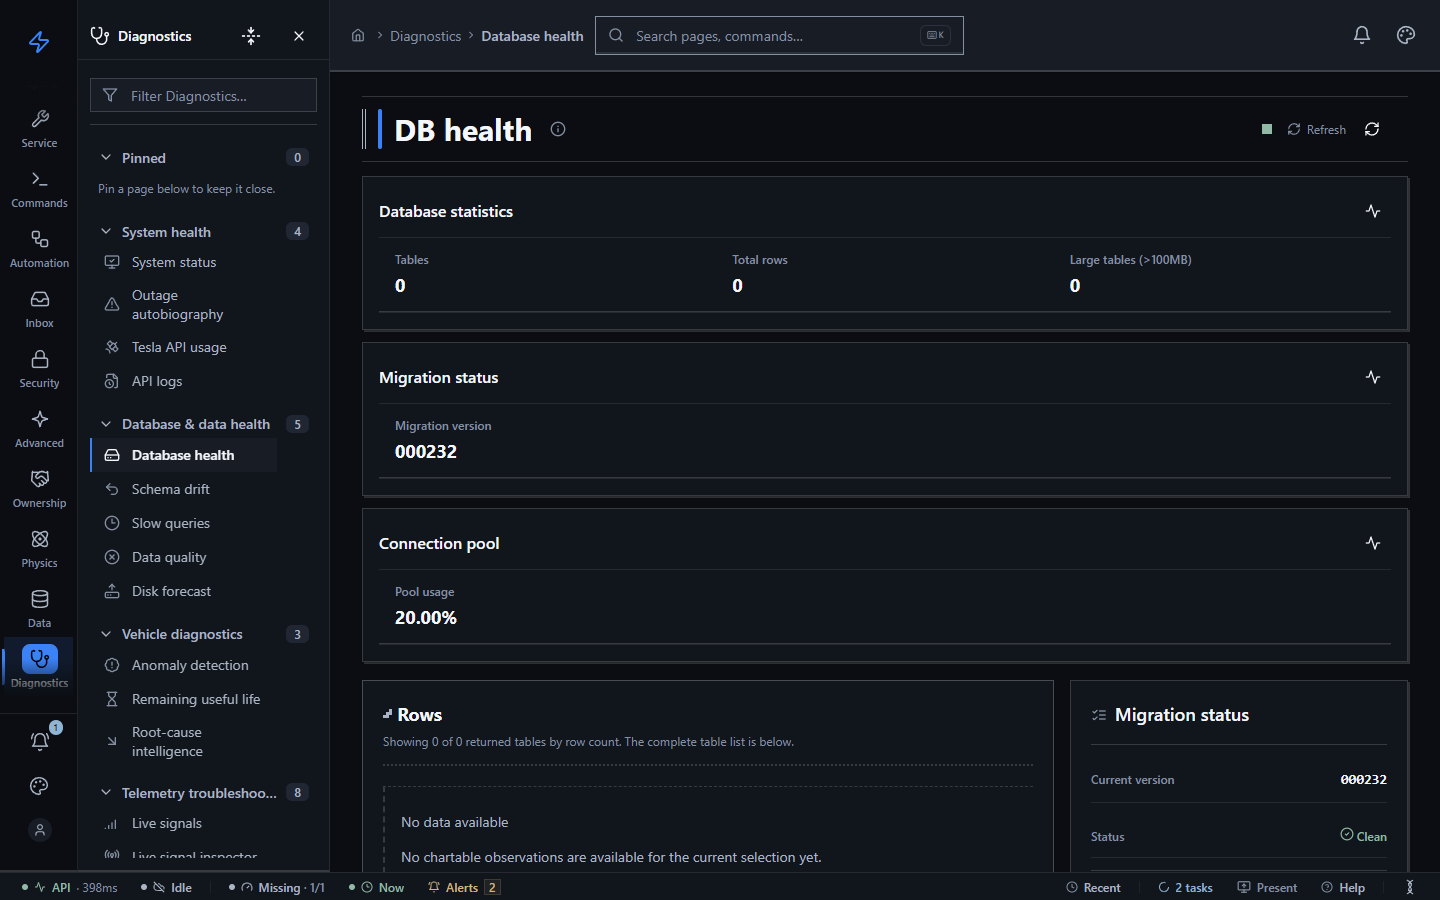 Service
Commands
Automation
Inbox
Security
Advanced
Ownership
Physics
Data
Diagnostics
1
Diagnostics
Filter Diagnostics...
Pinned 0
Pin a page below to keep it close.
System health 4
System status
Outage
autobiography
Tesla API usage
API logs
Database & data health 5
Database health
Schema drift
Slow queries
Data quality
Disk forecast
Vehicle diagnostics 3
Anomaly detection
Remaining useful life
Root-cause
intelligence
Telemetry troubleshoo... 8
Live signals
Live signal inspector
Diagnostics
Database health
Search pages, commands...
K
DB health
Refresh
Database statistics
Tables
0
Total rows
0
Large tables (>100MB)
0
Migration status
Migration version
000232
Connection pool
Pool usage
20.00%
Rows
Showing 0 of 0 returned tables by row count. The complete table list is below.
No data available
No chartable observations are available for the current selection yet.
Migration status
Current version 000232
Status Clean
API · 398ms
Idle
Missing · 1/1
Now
Alerts 2
Recent
2 tasks
Present
Help